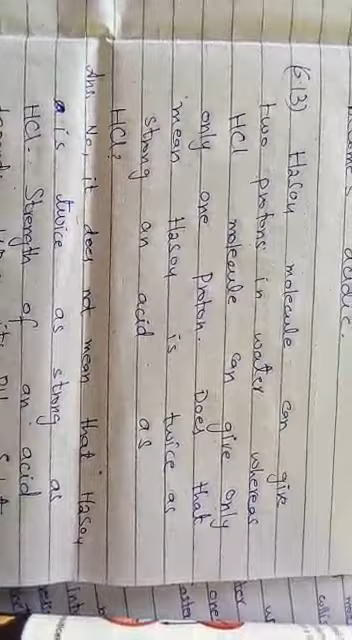 acidic.
(6.13) H2SO4 molecule can give
two protons in water whereas
HCl molecule can give only
only one Proton. Does that
mean H2SO4 is twice as
strong an acid as
HCl?
Ans No, it does not mean that H2SO4
is twice as strong as
HCl. Strength of an acid